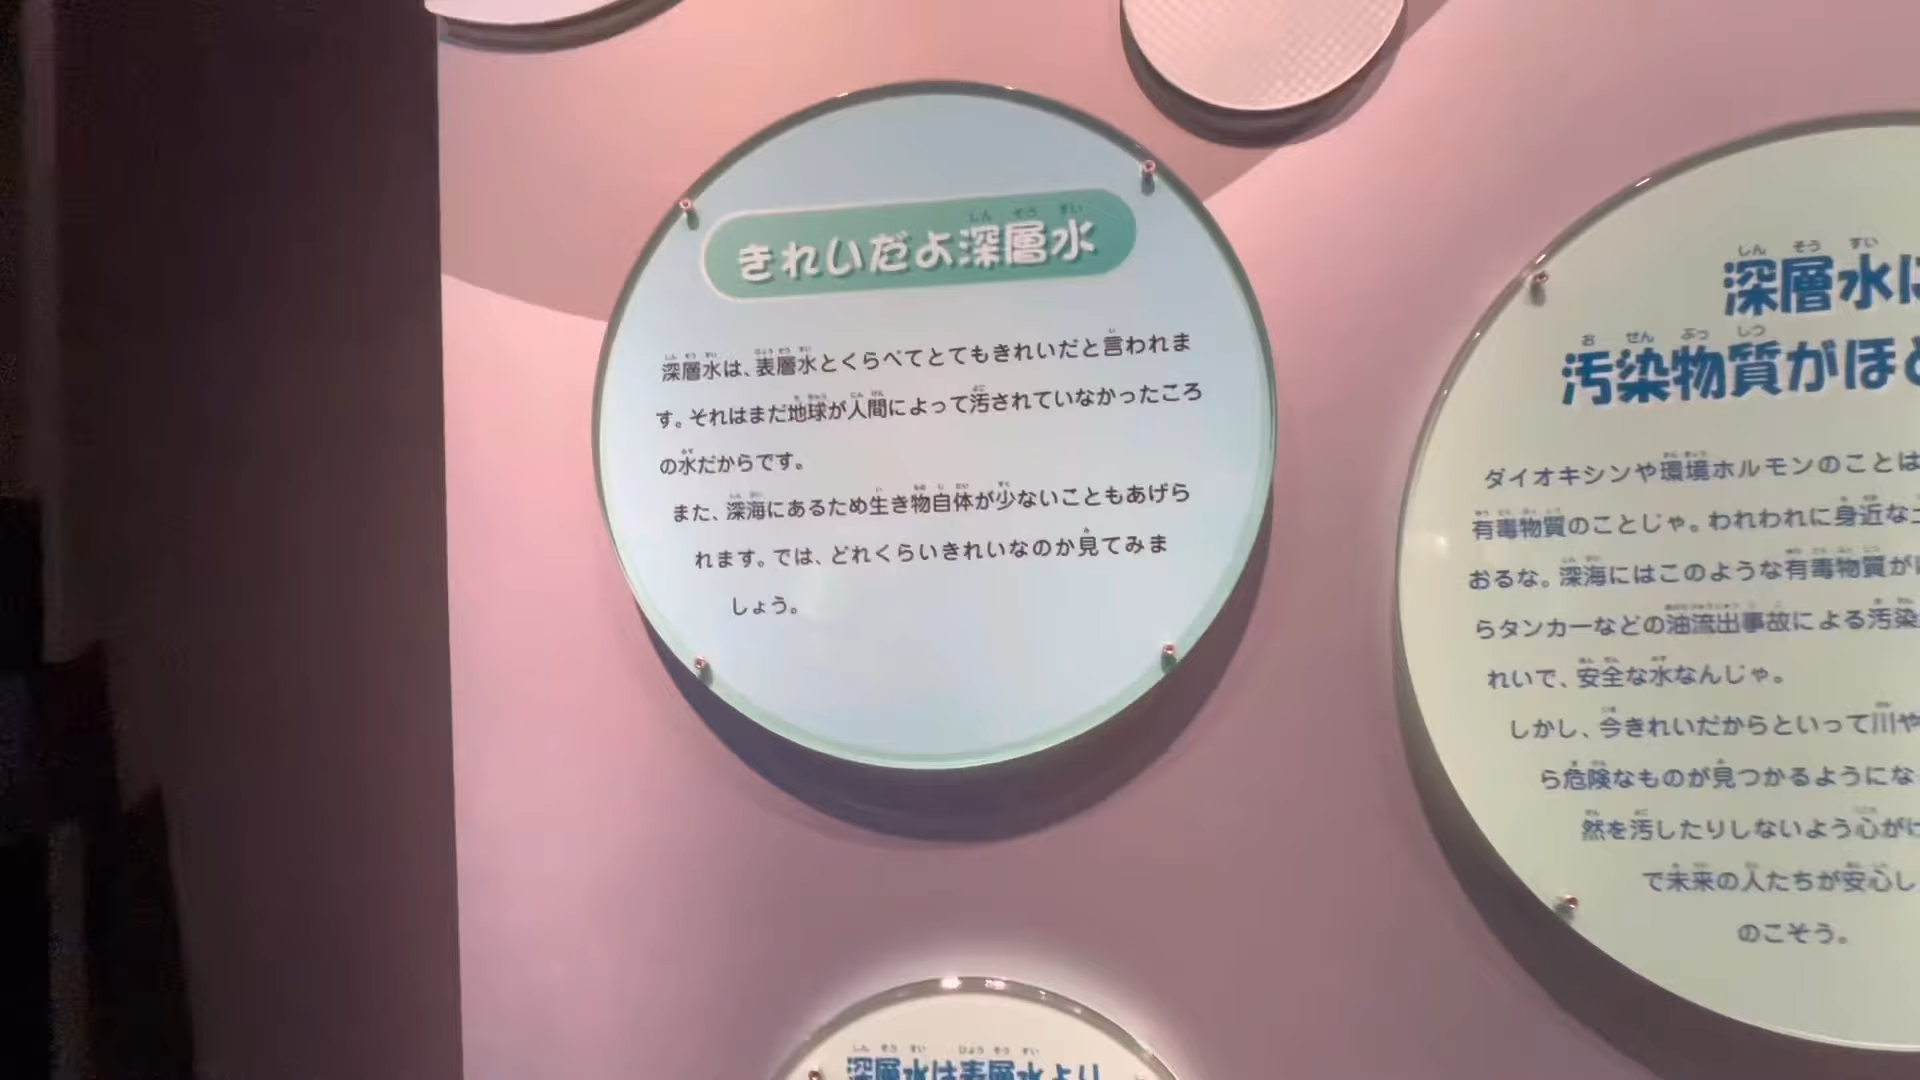 きれいだよ深層水
深層水は、表層水とくらべてとてもきれいだと言われま
す。それはまだ地球が人間によって汚されていなかったころ
の水だからです。
また、深海にあるため生き物自体が少ないこともあげら
れます。では、どれくらいきれいなのか見てみま
しょう。
深層水に
汚染物質がほと
ダイオキシンや環境ホルモンのことは
有毒物質のことじゃ。われわれに身近な
おるな。深海にはこのような有毒物質が
らタンカーなどの油流出事故による汚染
れいで、安全な水なんじゃ。
しかし、今きれいだからといって川や
ら危険なものが見つかるようにな
然を汚したりしないよう心がけ
で未来の人たちが安心し
のこそう。
深層水は表層水より